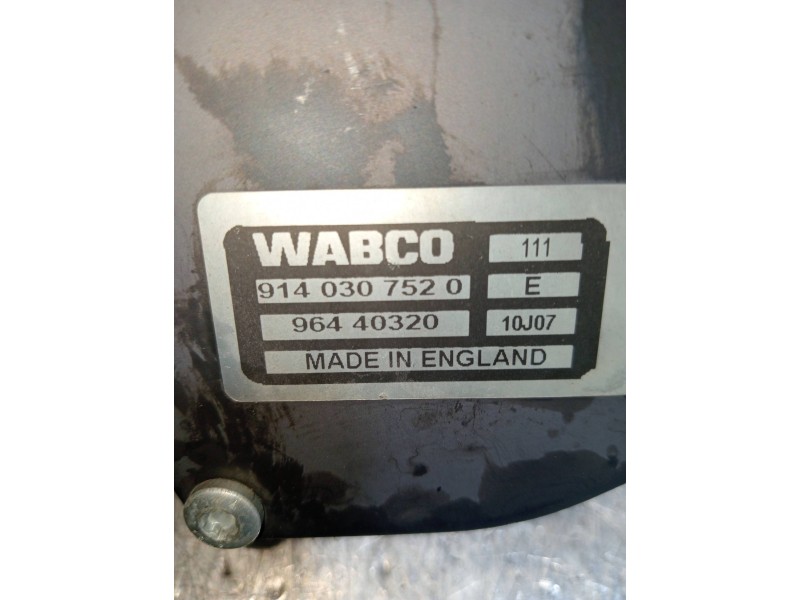 WABCO 111
914 030 752 0 E
964 40320 10J07
MADE IN ENGLAND